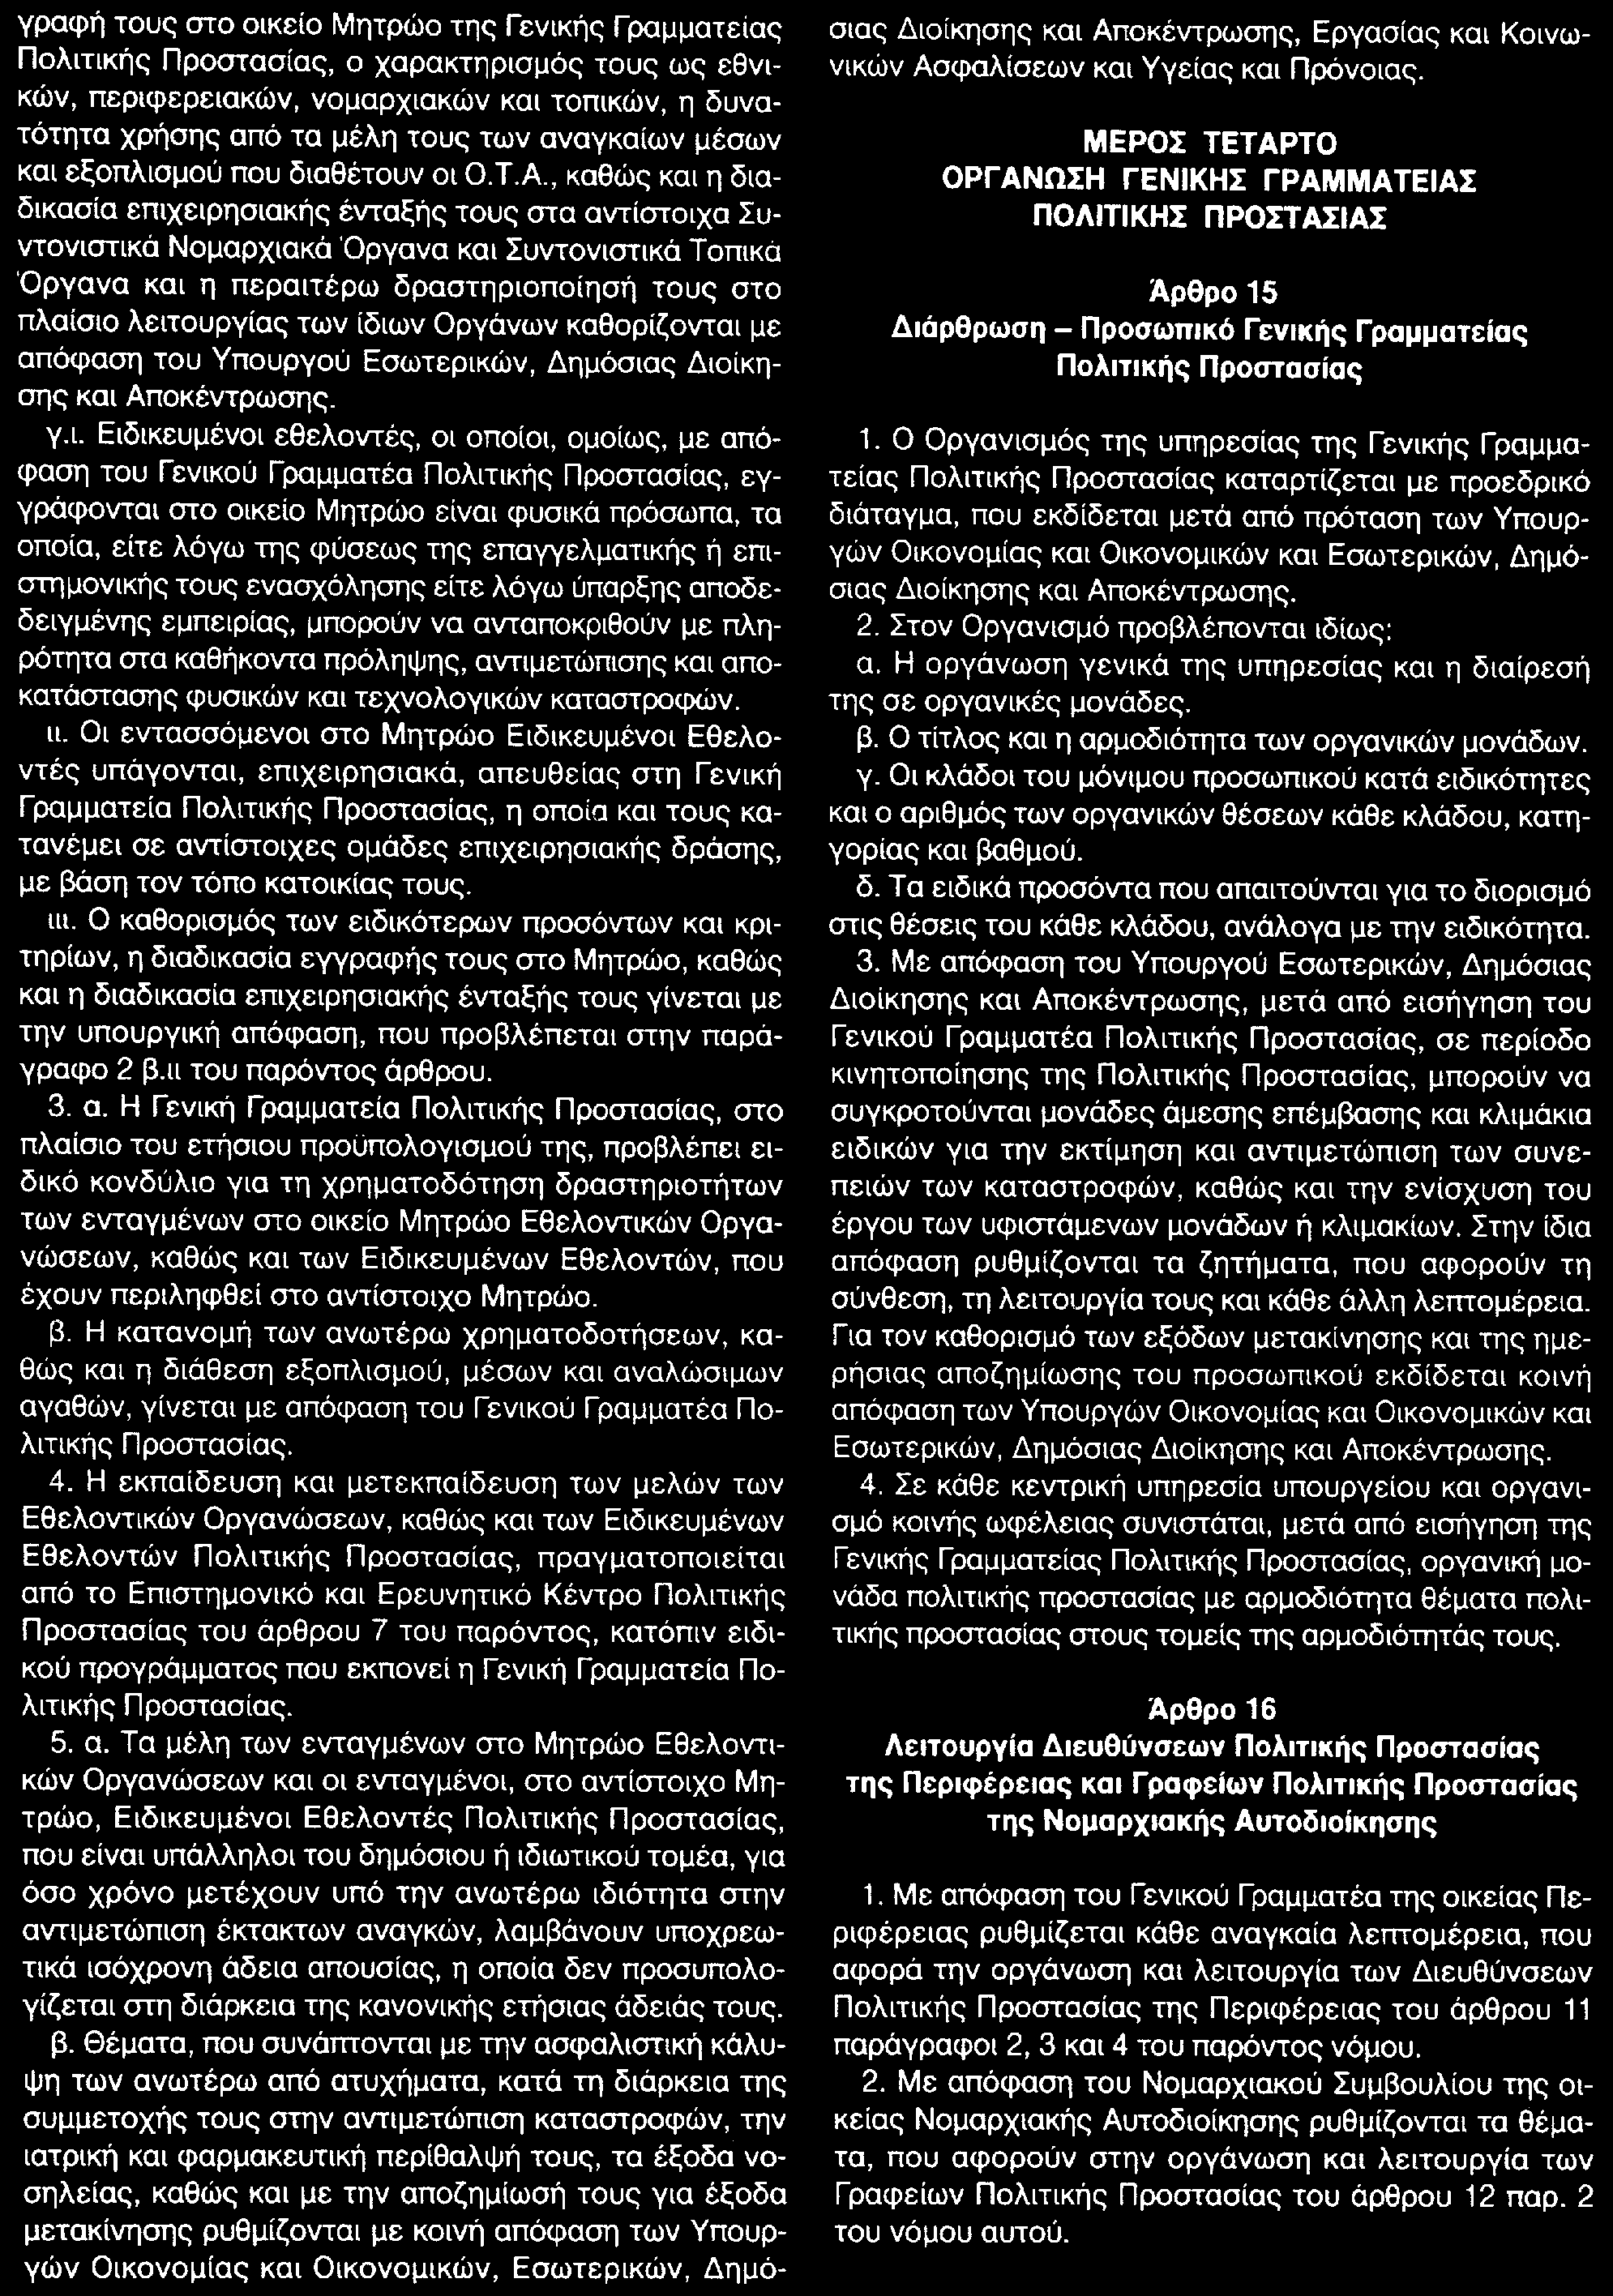 γραφή τους στο οικείο Μητρώο της Γενικής Γραμματείας
Πολιτικής Προστασίας, ο χαρακτηρισμός τους ως εθνι-
κών, περιφερειακών, νομαρχιακών και τοπικών, η δυνα-
τότητα χρήσης από τα μέλη τους των αναγκαίων μέσων
και εξοπλισμού που διαθέτουν οι Ο.Τ.Α., καθώς και η δια-
δικασία επιχειρησιακής ένταξής τους στα αντίστοιχα Συ-
ντονιστικά Νομαρχιακά Όργανα και Συντονιστικά Τοπικά
Όργανα και η περαιτέρω δραστηριοποίησή τους στο
πλαίσιο λειτουργίας των ίδιων Οργάνων καθορίζονται με
απόφαση του Υπουργού Εσωτερικών, Δημόσιας Διοίκη-
σης και Αποκέντρωσης.
γ.ι. Ειδικευμένοι εθελοντές, οι οποίοι, ομοίως, με από-
φαση του Γενικού Γραμματέα Πολιτικής Προστασίας, εγ-
γράφονται στο οικείο Μητρώο είναι φυσικά πρόσωπα, τα
οποία, είτε λόγω της φύσεως της επαγγελματικής ή επι-
στημονικής τους ενασχόλησης είτε λόγω ύπαρξης αποδε-
δειγμένης εμπειρίας, μπορούν να ανταποκριθούν με πλη-
ρότητα στα καθήκοντα πρόληψης, αντιμετώπισης και απο-
κατάστασης φυσικών και τεχνολογικών καταστροφών.
ιι. Οι εντασσόμενοι στο Μητρώο Ειδικευμένοι Εθελο-
ντές υπάγονται, επιχειρησιακά, απευθείας στη Γενική
Γραμματεία Πολιτικής Προστασίας, η οποία και τους κα-
τανέμει σε αντίστοιχες ομάδες επιχειρησιακής δράσης,
με βάση τον τόπο κατοικίας τους.
ιιι. Ο καθορισμός των ειδικότερων προσόντων και κρι-
τηρίων, η διαδικασία εγγραφής τους στο Μητρώο, καθώς
και η διαδικασία επιχειρησιακής ένταξής τους γίνεται με
την υπουργική απόφαση, που προβλέπεται στην παρά-
γραφο 2 β.ιι του παρόντος άρθρου.
3. α. Η Γενική Γραμματεία Πολιτικής Προστασίας, στο
πλαίσιο του ετήσιου προϋπολογισμού της, προβλέπει ει-
δικό κονδύλιο για τη χρηματοδότηση δραστηριοτήτων
των ενταγμένων στο οικείο Μητρώο Εθελοντικών Οργα-
νώσεων, καθώς και των Ειδικευμένων Εθελοντών, που
έχουν περιληφθεί στο αντίστοιχο Μητρώο.
β. Η κατανομή των ανωτέρω χρηματοδοτήσεων, κα-
θώς και η διάθεση εξοπλισμού, μέσων και αναλώσιμων
αγαθών, γίνεται με απόφαση του Γενικού Γραμματέα Πο-
λιτικής Προστασίας.
4. Η εκπαίδευση και μετεκπαίδευση των μελών των
Εθελοντικών Οργανώσεων, καθώς και των Ειδικευμένων
Εθελοντών Πολιτικής Προστασίας, πραγματοποιείται
από το Επιστημονικό και Ερευνητικό Κέντρο Πολιτικής
Προστασίας του άρθρου 7 του παρόντος, κατόπιν ειδι-
κού προγράμματος που εκπονεί η Γενική Γραμματεία Πο-
λιτικής Προστασίας.
5. α. Τα μέλη των ενταγμένων στο Μητρώο Εθελοντι-
κών Οργανώσεων και οι ενταγμένοι, στο αντίστοιχο Μη-
τρώο, Ειδικευμένοι Εθελοντές Πολιτικής Προστασίας,
που είναι υπάλληλοι του δημόσιου ή ιδιωτικού τομέα, για
όσο χρόνο μετέχουν υπό την ανωτέρω ιδιότητα στην
αντιμετώπιση έκτακτων αναγκών, λαμβάνουν υποχρεω-
τικά ισόχρονη άδεια απουσίας, η οποία δεν προσυπολο-
γίζεται στη διάρκεια της κανονικής ετήσιας άδειάς τους.
β. Θέματα, που συνάπτονται με την ασφαλιστική κάλυ-
ψη των ανωτέρω από ατυχήματα, κατά τη διάρκεια της
συμμετοχής τους στην αντιμετώπιση καταστροφών, την
ιατρική και φαρμακευτική περίθαλψή τους, τα έξοδα νο-
σηλείας, καθώς και με την αποζημίωσή τους για έξοδα
μετακίνησης ρυθμίζονται με κοινή απόφαση των Υπουρ-
γών Οικονομίας και Οικονομικών, Εσωτερικών, Δημό-
σιας Διοίκησης και Αποκέντρωσης, Εργασίας και Κοινω-
νικών Ασφαλίσεων και Υγείας και Πρόνοιας.
ΜΕΡΟΣ ΤΕΤΑΡΤΟ
ΟΡΓΑΝΩΣΗ ΓΕΝΙΚΗΣ ΓΡΑΜΜΑΤΕΙΑΣ
ΠΟΛΙΤΙΚΗΣ ΠΡΟΣΤΑΣΙΑΣ
Άρθρο 15
Διάρθρωση – Προσωπικό Γενικής Γραμματείας
Πολιτικής Προστασίας
1. Ο Οργανισμός της υπηρεσίας της Γενικής Γραμμα-
τείας Πολιτικής Προστασίας καταρτίζεται με προεδρικό
διάταγμα, που εκδίδεται μετά από πρόταση των Υπουρ-
γών Οικονομίας και Οικονομικών και Εσωτερικών, Δημό-
σιας Διοίκησης και Αποκέντρωσης.
2. Στον Οργανισμό προβλέπονται ιδίως:
α. Η οργάνωση γενικά της υπηρεσίας και η διαίρεσή
της σε οργανικές μονάδες.
β. Ο τίτλος και η αρμοδιότητα των οργανικών μονάδων.
γ. Οι κλάδοι του μόνιμου προσωπικού κατά ειδικότητες
και ο αριθμός των οργανικών θέσεων κάθε κλάδου, κατη-
γορίας και βαθμού.
δ. Τα ειδικά προσόντα που απαιτούνται για το διορισμό
στις θέσεις του κάθε κλάδου, ανάλογα με την ειδικότητα.
3. Με απόφαση του Υπουργού Εσωτερικών, Δημόσιας
Διοίκησης και Αποκέντρωσης, μετά από εισήγηση του
Γενικού Γραμματέα Πολιτικής Προστασίας, σε περίοδο
κινητοποίησης της Πολιτικής Προστασίας, μπορούν να
συγκροτούνται μονάδες άμεσης επέμβασης και κλιμάκια
ειδικών για την εκτίμηση και αντιμετώπιση των συνε-
πειών των καταστροφών, καθώς και την ενίσχυση του
έργου των υφιστάμενων μονάδων ή κλιμακίων. Στην ίδια
απόφαση ρυθμίζονται τα ζητήματα, που αφορούν τη
σύνθεση, τη λειτουργία τους και κάθε άλλη λεπτομέρεια.
Για τον καθορισμό των εξόδων μετακίνησης και της ημε-
ρήσιας αποζημίωσης του προσωπικού εκδίδεται κοινή
απόφαση των Υπουργών Οικονομίας και Οικονομικών και
Εσωτερικών, Δημόσιας Διοίκησης και Αποκέντρωσης.
4. Σε κάθε κεντρική υπηρεσία υπουργείου και οργανι-
σμό κοινής ωφέλειας συνιστάται, μετά από εισήγηση της
Γενικής Γραμματείας Πολιτικής Προστασίας, οργανική μο-
νάδα πολιτικής προστασίας με αρμοδιότητα θέματα πολι-
τικής προστασίας στους τομείς της αρμοδιότητάς τους.
Άρθρο 16
Λειτουργία Διευθύνσεων Πολιτικής Προστασίας
της Περιφέρειας και Γραφείων Πολιτικής Προστασίας
της Νομαρχιακής Αυτοδιοίκησης
1. Με απόφαση του Γενικού Γραμματέα της οικείας Πε-
ριφέρειας ρυθμίζεται κάθε αναγκαία λεπτομέρεια, που
αφορά την οργάνωση και λειτουργία των Διευθύνσεων
Πολιτικής Προστασίας της Περιφέρειας του άρθρου 11
παράγραφοι 2, 3 και 4 του παρόντος νόμου.
2. Με απόφαση του Νομαρχιακού Συμβουλίου της οι-
κείας Νομαρχιακής Αυτοδιοίκησης ρυθμίζονται τα θέμα-
τα, που αφορούν στην οργάνωση και λειτουργία των
Γραφείων Πολιτικής Προστασίας του άρθρου 12 παρ. 2
του νόμου αυτού.